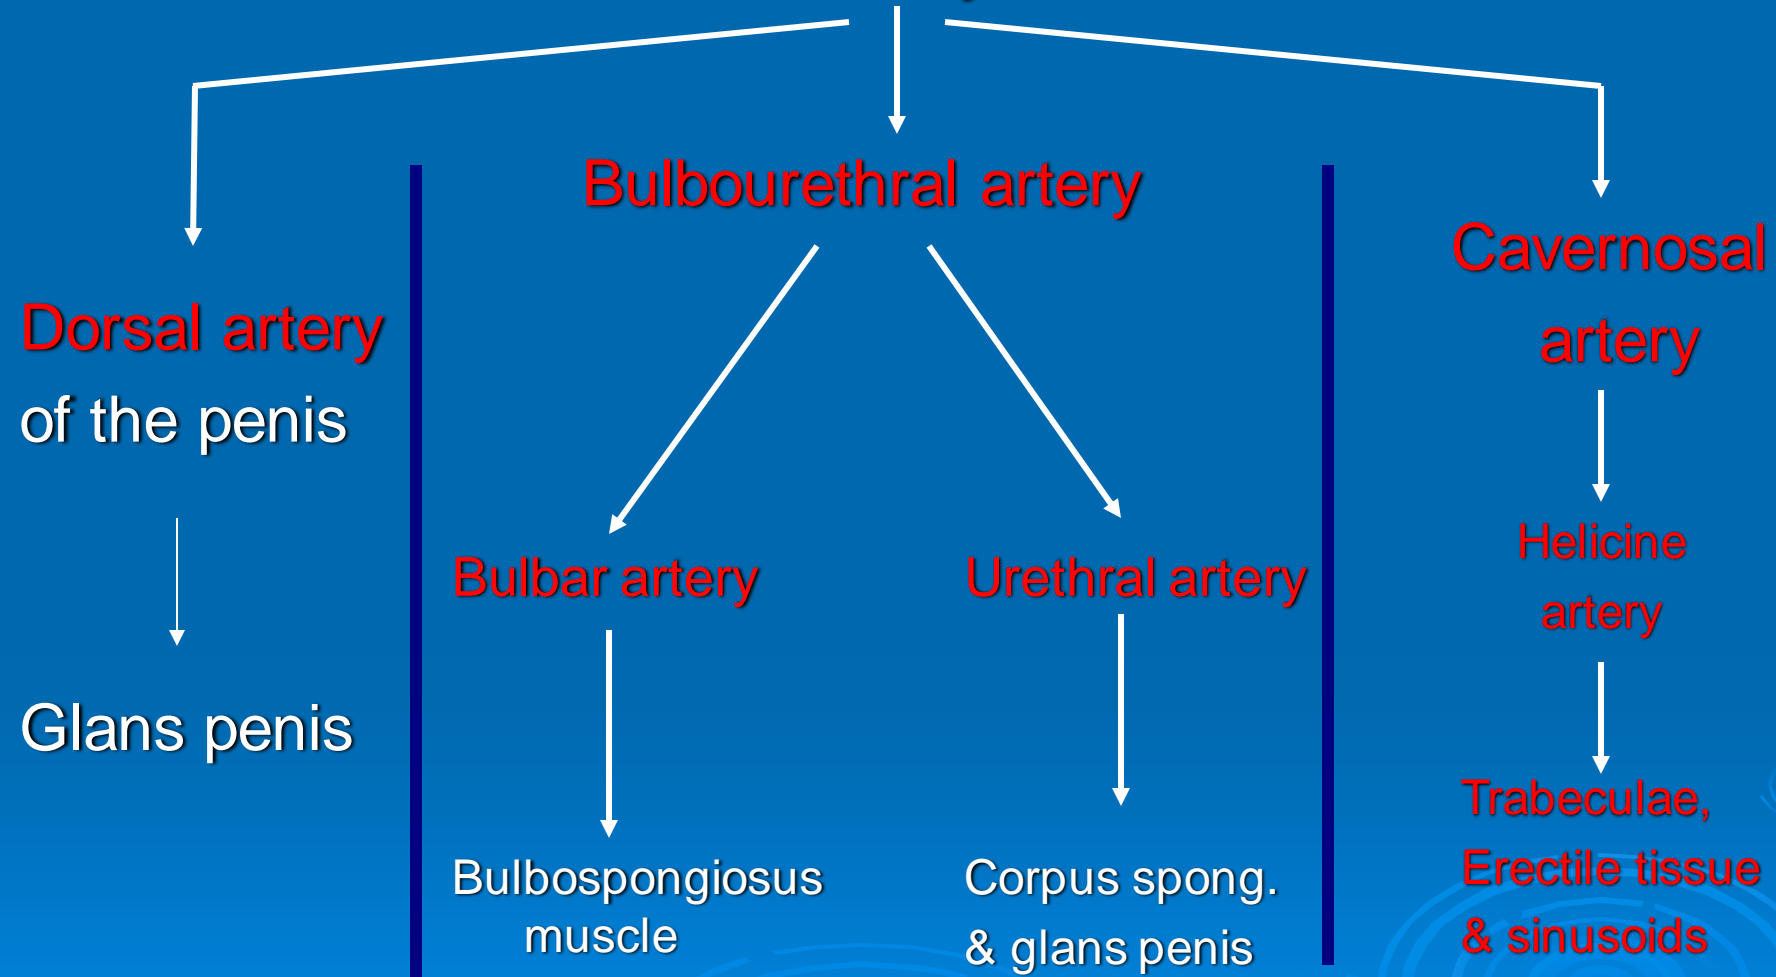 Bulbourethral artery
Cavernosal
artery
Dorsal artery
of the penis
Helicine
artery
Bulbar artery
Urethral artery
Glans penis
Trabeculae,
Erectile tissue
& sinusoids
Bulbospongiosus
muscle
Corpus spong.
& glans penis